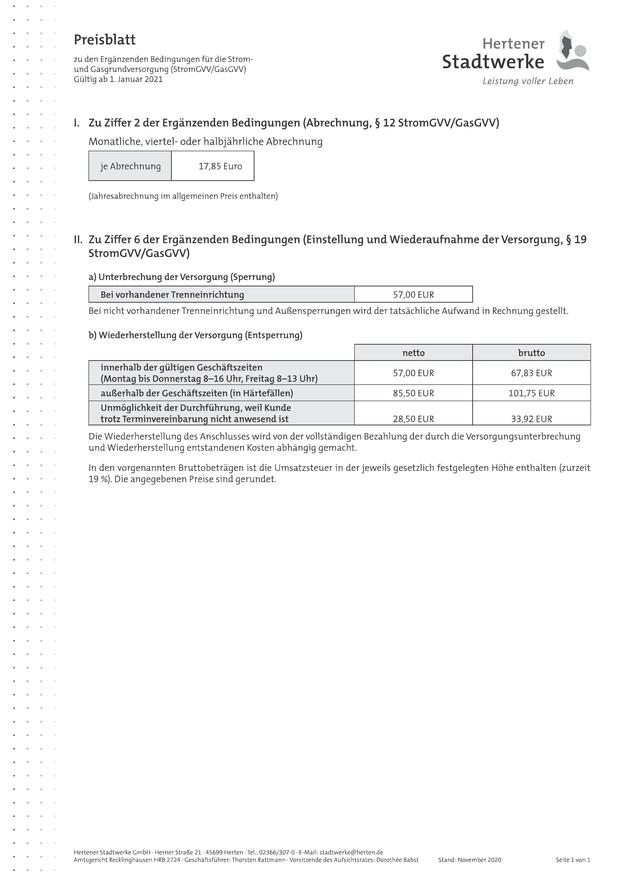 Preisblatt
zu den Ergänzenden Bedingungen für die Strom-
und Gasgrundversorgung (StromGVV/GasGVV)
Gültig ab 1. Januar 2021
Hertener
Stadtwerke
Leistung voller Leben
I. Zu Ziffer 2 der Ergänzenden Bedingungen (Abrechnung, § 12 StromGVV/GasGVV)
Monatliche, viertel- oder halbjährliche Abrechnung
je Abrechnung 17,85 Euro
(Jahresabrechnung im allgemeinen Preis enthalten)
II. Zu Ziffer 6 der Ergänzenden Bedingungen (Einstellung und Wiederaufnahme der Versorgung, § 19
StromGVV/GasGVV)
a) Unterbrechung der Versorgung (Sperrung)
Bei vorhandener Trenneinrichtung 57,00 EUR
Bei nicht vorhandener Trenneinrichtung und Außensperrungen wird der tatsächliche Aufwand in Rechnung gestellt.
b) Wiederherstellung der Versorgung (Entsperrung)
netto brutto
innerhalb der gültigen Geschäftszeiten
(Montag bis Donnerstag 8–16 Uhr, Freitag 8–13 Uhr) 57,00 EUR 67,83 EUR
außerhalb der Geschäftszeiten (in Härtefällen) 85,50 EUR 101,75 EUR
Unmöglichkeit der Durchführung, weil Kunde
trotz Terminvereinbarung nicht anwesend ist 28,50 EUR 33,92 EUR
Die Wiederherstellung des Anschlusses wird von der vollständigen Bezahlung der durch die Versorgungsunterbrechung
und Wiederherstellung entstandenen Kosten abhängig gemacht.
In den vorgenannten Bruttobeträgen ist die Umsatzsteuer in der jeweils gesetzlich festgelegten Höhe enthalten (zurzeit
19 %). Die angegebenen Preise sind gerundet.
Hertener Stadtwerke GmbH · Herner Straße 21 · 45699 Herten · Tel.: 02366/307-0 · E-Mail: stadtwerke@herten.de
Amtsgericht Recklinghausen HRB 2724 · Geschäftsführer: Thorsten Rattmann · Vorsitzende des Aufsichtsrates: Dorothée Babst Stand: November 2020 Seite 1 von 1